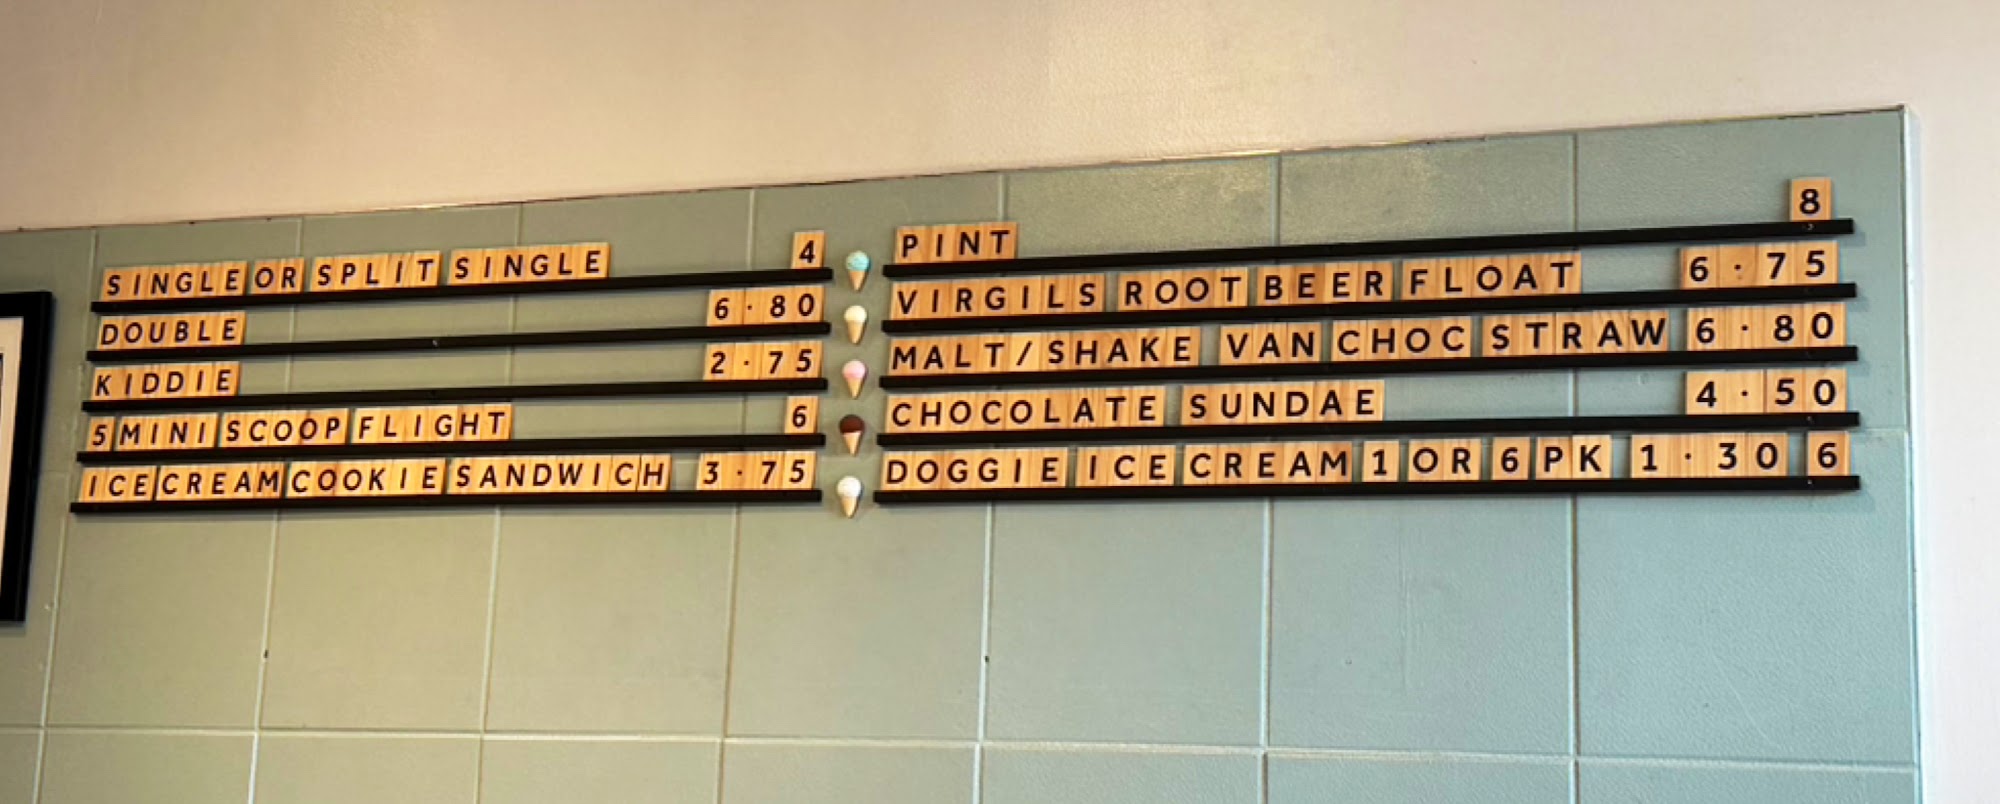 SINGLE OR SPLIT SINGLE 4
DOUBLE 6.80
KIDDIE 2.75
5 MINI SCOOP FLIGHT 6
ICE CREAM COOKIE SANDWICH 3.75
PINT 8
VIRGILS ROOT BEER FLOAT 6.75
MALT/SHAKE VAN CHOC STRAW 6.80
CHOCOLATE SUNDAE 4.50
DOGGIE ICE CREAM 1 OR 6 PK 1.30 6